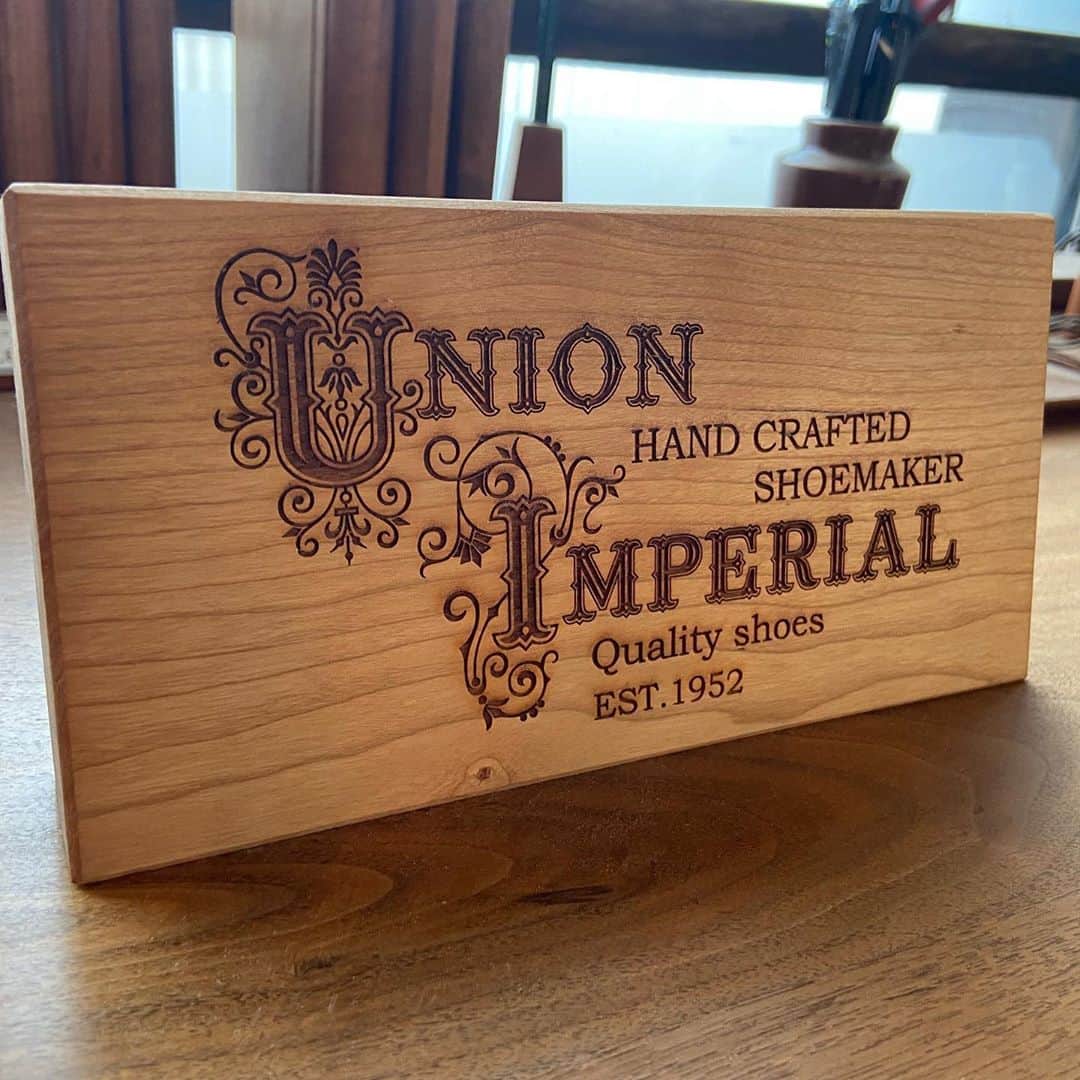 UNION
HAND CRAFTED
SHOEMAKER
IMPERIAL
Quality shoes
EST.1952